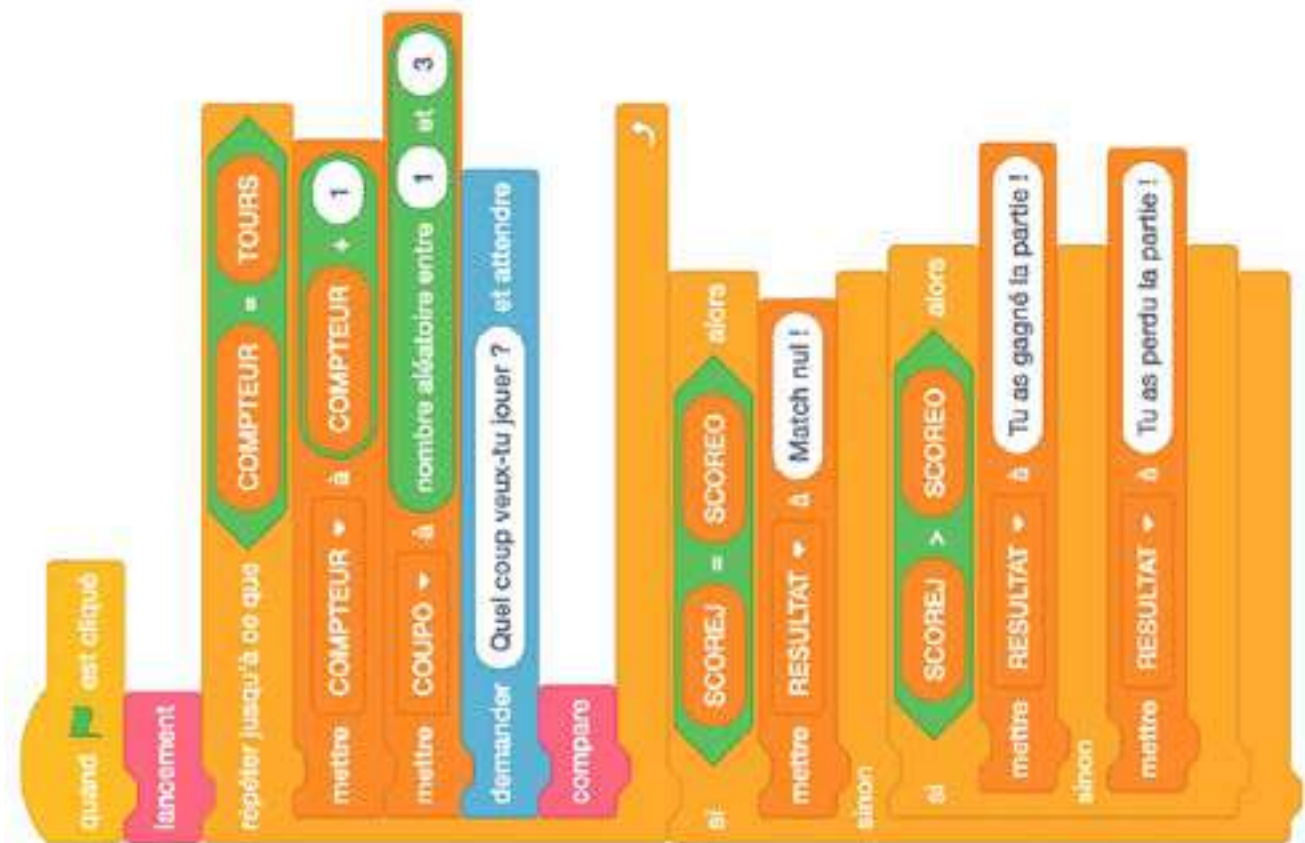 quand est cliqué
lancement
répéter jusqu'à ce que COMPTEUR = TOURS
mettre COMPTEUR à COMPTEUR + 1
mettre COUPO à nombre aléatoire entre 1 et 3
demander Quel coup veux-tu jouer ? et attendre
compare
si SCOREJ = SCOREO alors
mettre RESULTAT à Match nul !
sinon
si SCOREJ > SCOREO alors
mettre RESULTAT à Tu as gagné la partie !
sinon
mettre RESULTAT à Tu as perdu la partie !